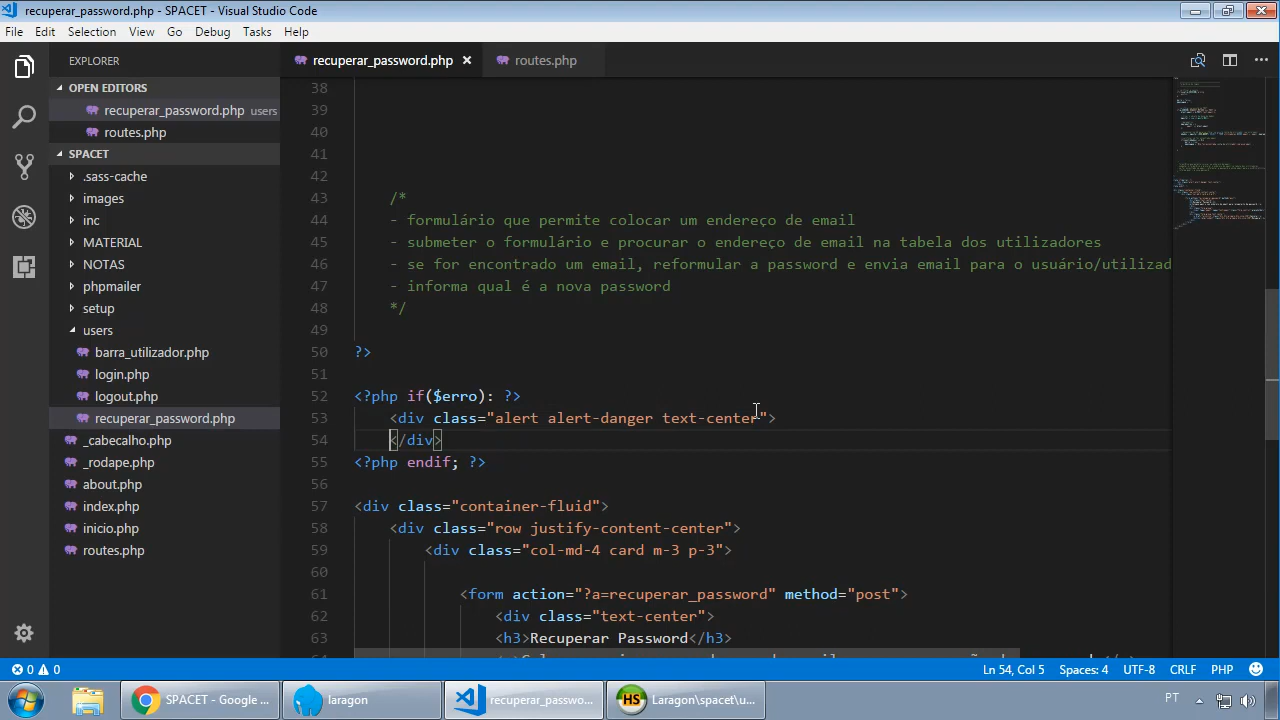 recuperar_password.php - SPACET - Visual Studio Code
File Edit Selection View Go Debug Tasks Help
EXPLORER
OPEN EDITORS
recuperar_password.php users
routes.php
SPACET
.sass-cache
images
inc
MATERIAL
NOTAS
phpmailer
setup
users
barra_utilizador.php
login.php
logout.php
recuperar_password.php
_cabecalho.php
_rodape.php
about.php
index.php
inicio.php
routes.php
recuperar_password.php routes.php
38
39
40
41
42
43 /*
44 - formulário que permite colocar um endereço de email
45 - submeter o formulário e procurar o endereço de email na tabela dos utilizadores
46 - se for encontrado um email, reformular a password e envia email para o usuário/utilizad
47 - informa qual é a nova password
48 */
49
50 ?>
51
52 <?php if($erro): ?>
53 <div class="alert alert-danger text-center">
54 </div>
55 <?php endif; ?>
56
57 <div class="container-fluid">
58 <div class="row justify-content-center">
59 <div class="col-md-4 card m-3 p-3">
60
61 <form action="?a=recuperar_password" method="post">
62 <div class="text-center">
63 <h3>Recuperar Password</h3>
0 0 Ln 54, Col 5 Spaces: 4 UTF-8 CRLF PHP
SPACET - Google ... laragon recuperar_passwo... HS Laragon\spacet\u... PT